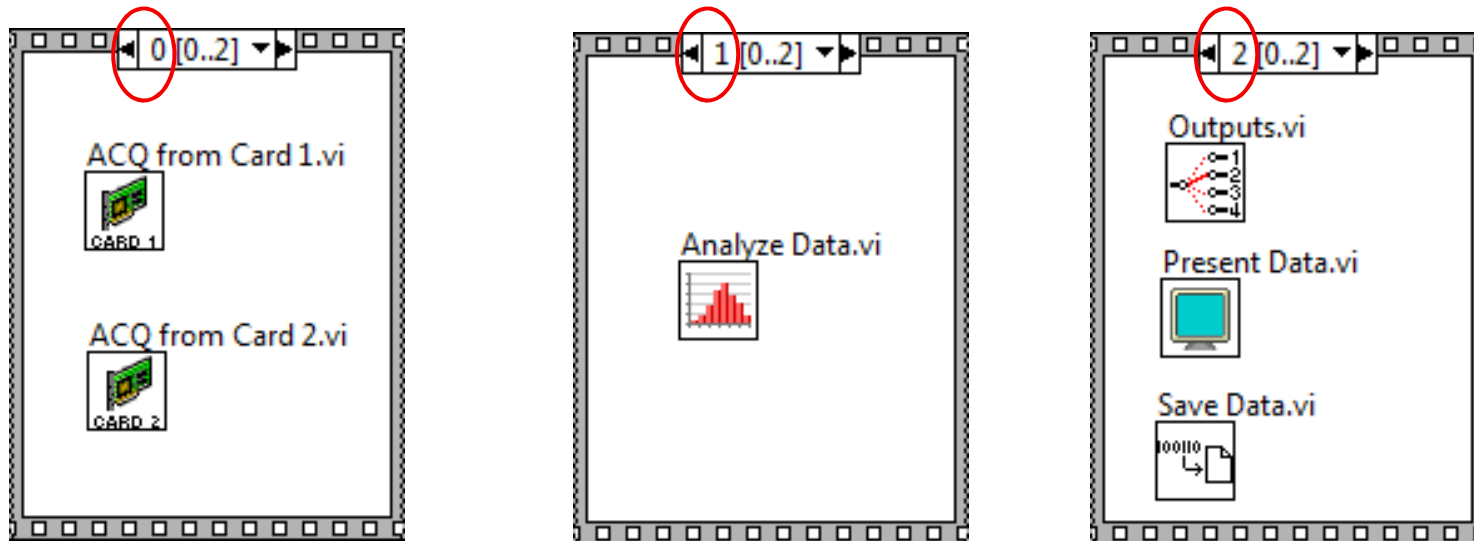 0 [0..2]
ACQ from Card 1.vi
CARD 1
ACQ from Card 2.vi
CARD 2
1 [0..2]
Analyze Data.vi
2 [0..2]
Outputs.vi
1
2
3
4
Present Data.vi
Save Data.vi
100110